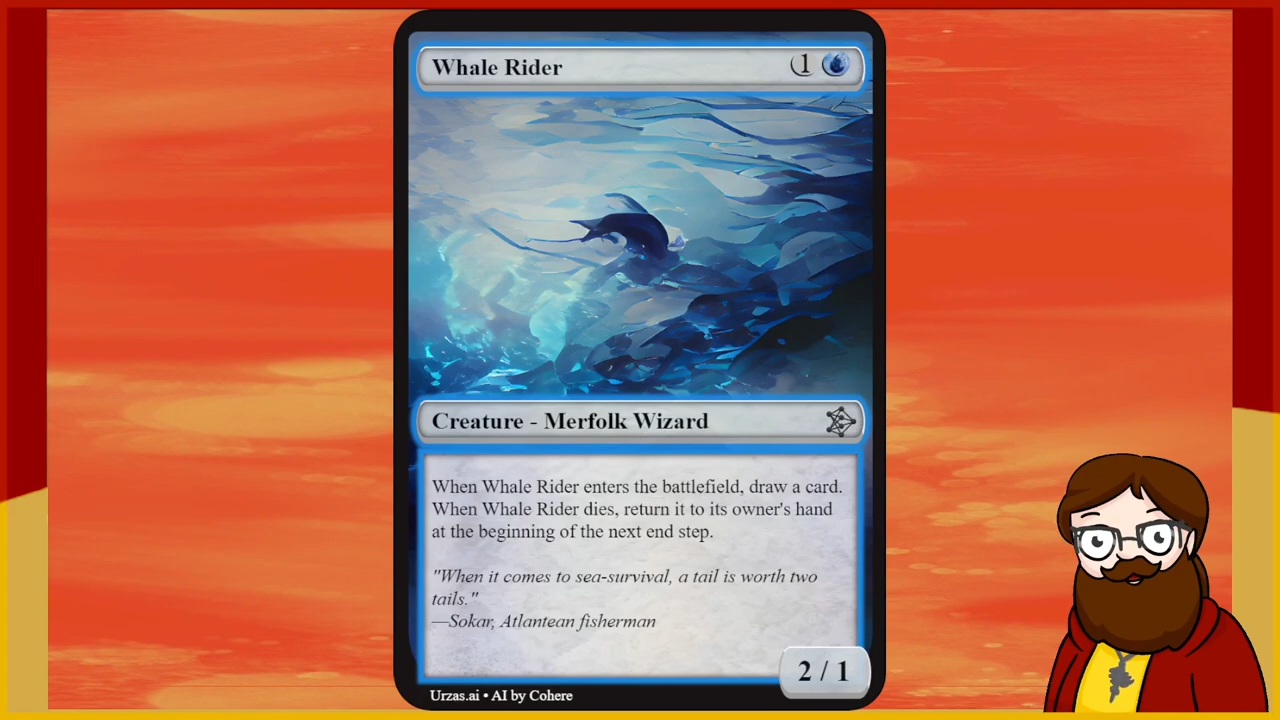 Whale Rider 1
Creature - Merfolk Wizard
When Whale Rider enters the battlefield, draw a card.
When Whale Rider dies, return it to its owner's hand
at the beginning of the next end step.
"When it comes to sea-survival, a tail is worth two
tails."
—Sokar, Atlantean fisherman
2 / 1
Urzas.ai • AI by Cohere